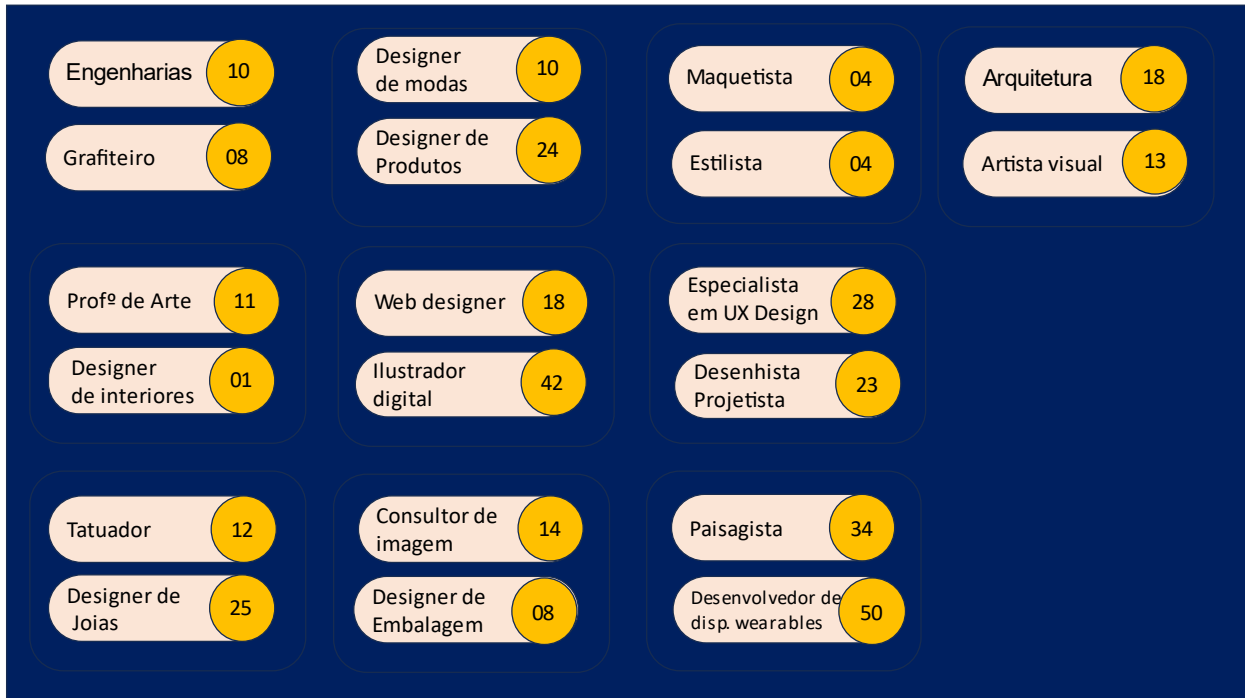 Engenharias 10
Grafiteiro 08
Designer
de modas 10
Designer de
Produtos 24
Maquetista 04
Estilista 04
Arquitetura 18
Artista visual 13
Profº de Arte 11
Designer
de interiores 01
Web designer 18
Ilustrador
digital 42
Especialista
em UX Design 28
Desenhista
Projetista 23
Tatuador 12
Designer de
Joias 25
Consultor de
imagem 14
Designer de
Embalagem 08
Paisagista 34
Desenvolvedor de
disp. wearables 50